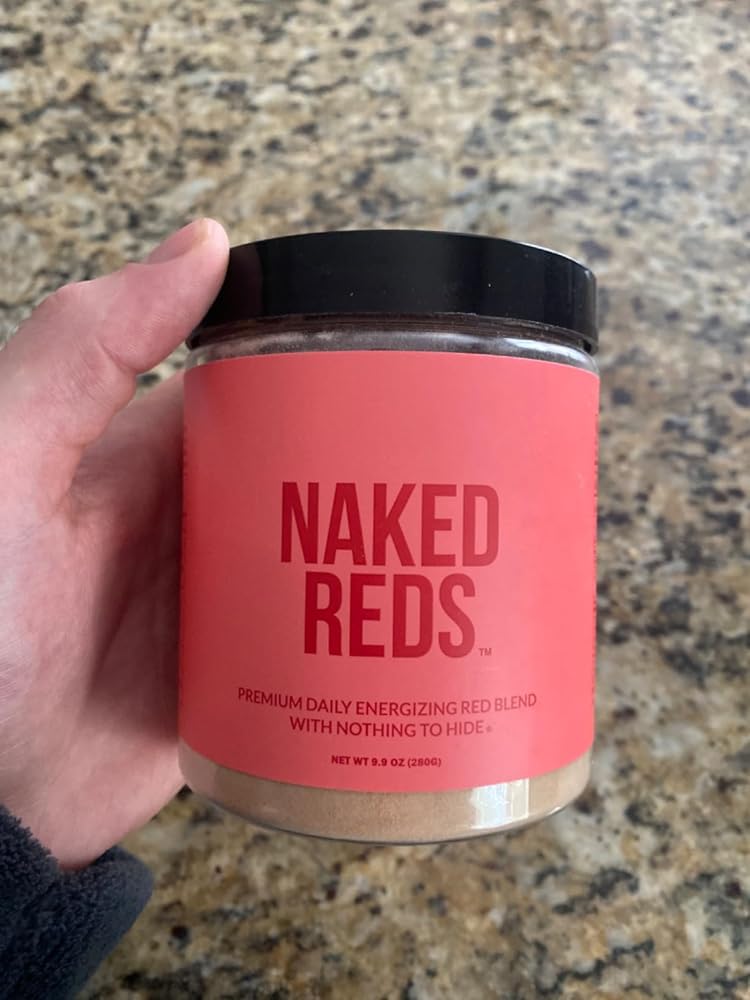 NAKED
REDS™
PREMIUM DAILY ENERGIZING RED BLEND
WITH NOTHING TO HIDE
NET WT 9.9 OZ (280G)